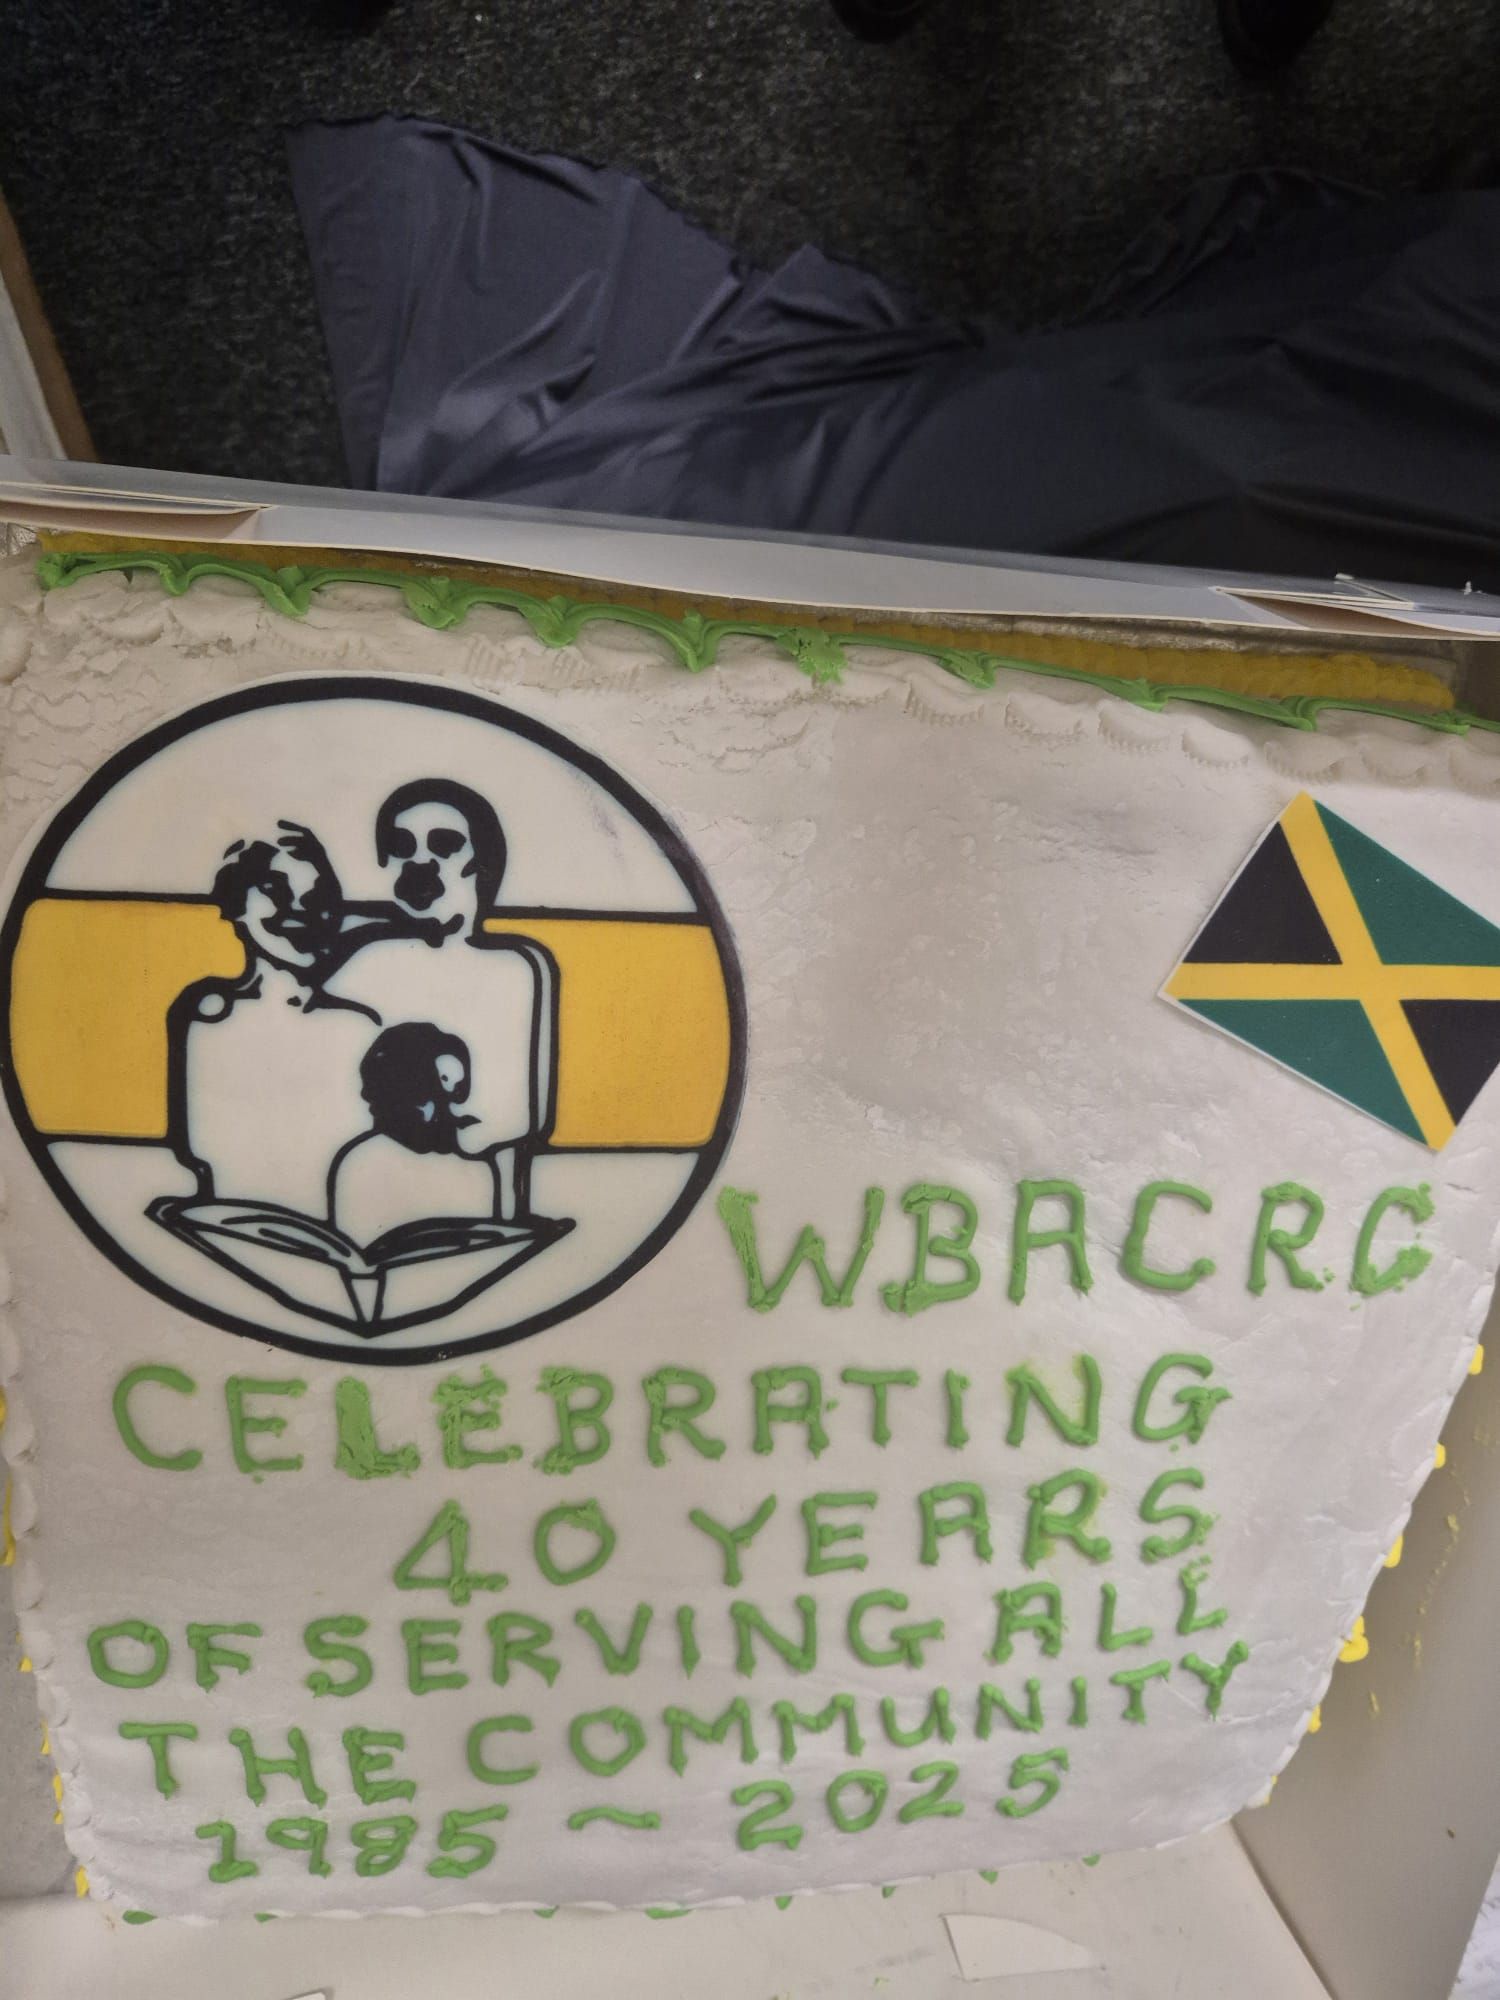 WBACRC
CELEBRATING
40 YEARS
OF SERVING ALL
THE COMMUNITY
1985 ~ 2025